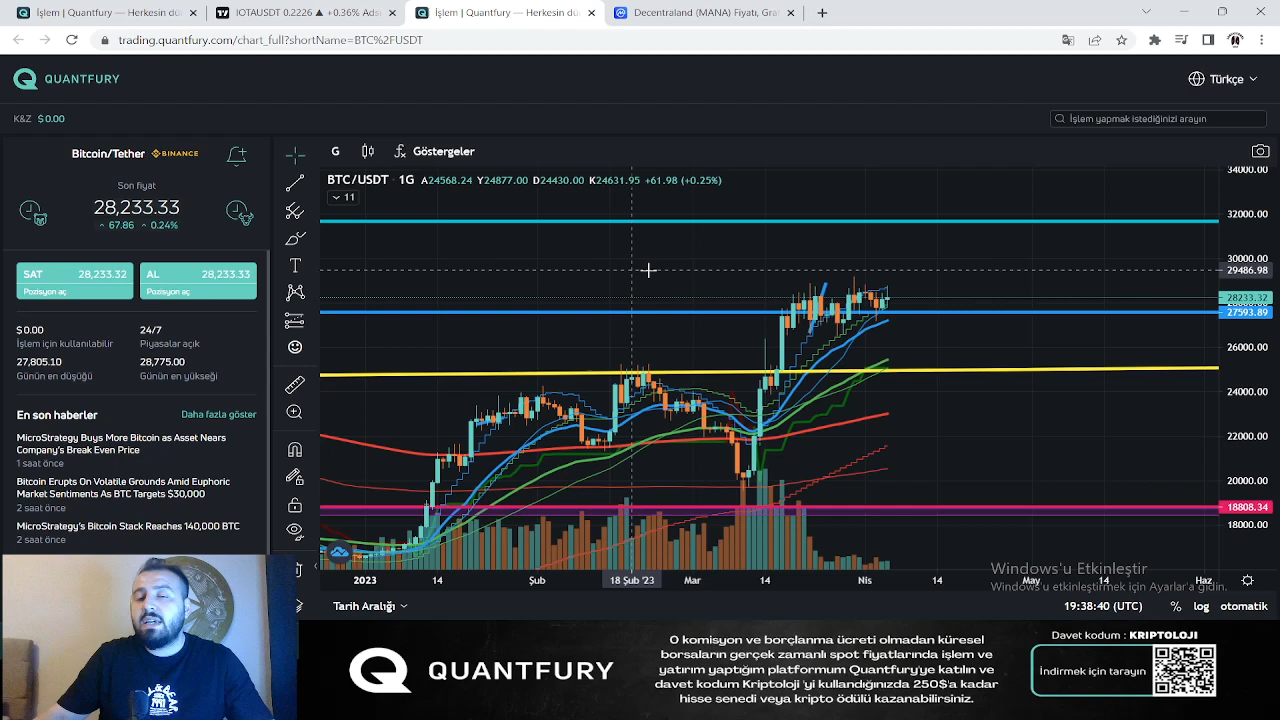 İşlem | Quantfury - Herkesin dü
IOTAUSDT 0.2226 ▲ +0.36% Adsı
İşlem | Quantfury - Herkesin dü
Decentraland (MANA) Fiyatı, Graf
trading.quantfury.com/chart_full?shortName=BTC%2FUSDT
QUANTFURY
Türkçe
K&Z $0.00
İşlem yapmak istediğinizi arayın
Bitcoin/Tether BINANCE
Son fiyat
28,233.33
67.86 0.24%
SAT 28,233.32
Pozisyon aç
AL 28,233.33
Pozisyon aç
$0.00
İşlem için kullanılabilir
24/7
Piyasalar açık
27,805.10
Günün en düşüğü
28,775.00
Günün en yükseği
En son haberler
Daha fazla göster
MicroStrategy Buys More Bitcoin as Asset Nears
Company's Break Even Price
1 saat önce
Bitcoin Erupts On Volatile Grounds Amid Euphoric
Market Sentiments As BTC Targets $30,000
2 saat önce
MicroStrategy's Bitcoin Stack Reaches 140,000 BTC
2 saat önce
G
Göstergeler
BTC/USDT · 1G A24568.24 Y24877.00 D24430.00 K24631.95 +61.98 (+0.25%)
11
34000.00
32000.00
30000.00
29486.98
28233.32
27593.89
26000.00
24000.00
22000.00
20000.00
18808.34
18000.00
2023
14
Şub
18 Şub '23
Mar
14
Nis
14
May
14
Haz
Windows'u Etkinleştir
Windows'u etkinleştirmek için Ayarlar'a gidin.
Tarih Aralığı
19:38:40 (UTC)
%
log
otomatik
QUANTFURY
0 komisyon ve borçlanma ücreti olmadan küresel
borsaların gerçek zamanlı spot fiyatlarında işlem ve
yatırım yaptığım platformum Quantfury'ye katılın ve
davet kodum Kriptoloji 'yi kullandığınızda 250$'a kadar
hisse senedi veya kripto ödülü kazanabilirsiniz.
Davet kodum : KRIPTOLOJI
İndirmek için tarayın